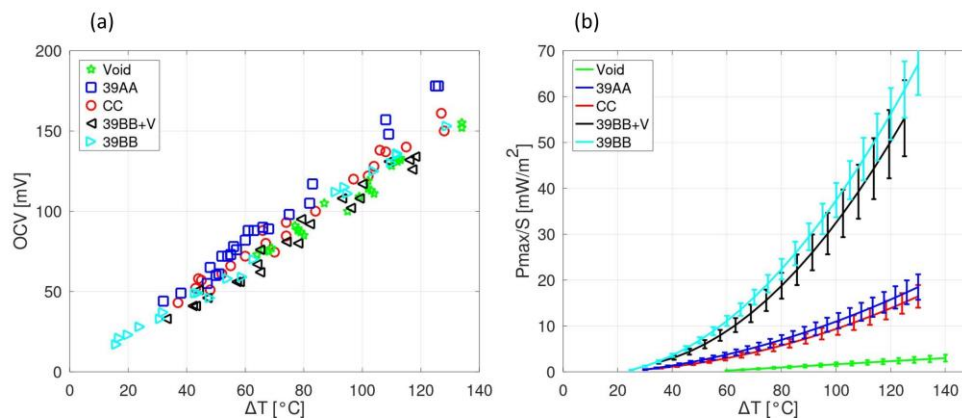 (a)
(b)
200
150
100
50
0
OCV [mV]
Void
39AA
CC
39BB+V
39BB
0 20 40 60 80 100 120 140
ΔT [°C]
70
60
50
40
30
20
10
0
Pmax/S [mW/m²]
Void
39AA
CC
39BB+V
39BB
0 20 40 60 80 100 120 140
ΔT [°C]